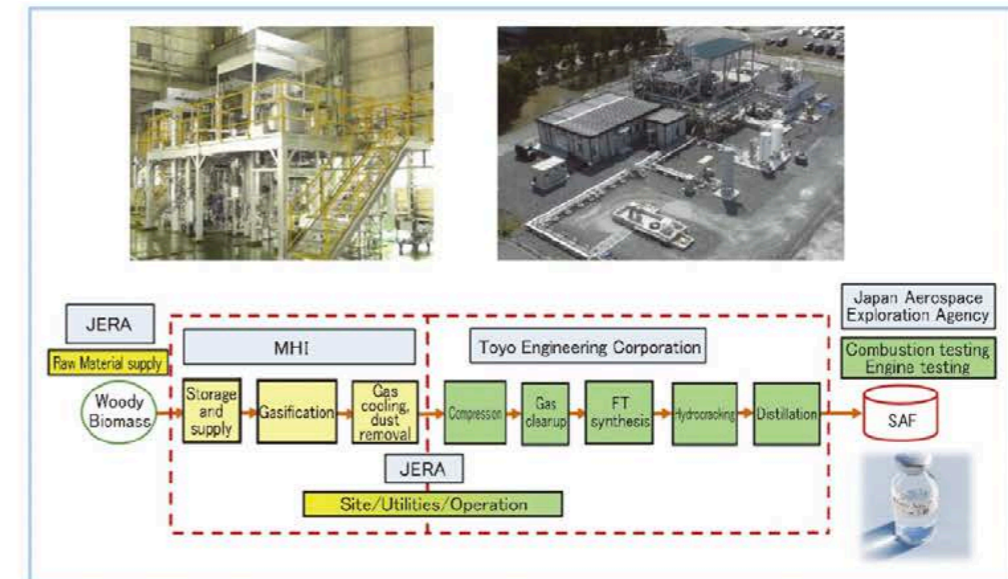 JERA
Raw Material supply
Woody
Biomass
MHI
Storage
and
supply
Gasification
Gas
cooling,
dust
removal
Toyo Engineering Corporation
Compression
Gas
cleanup
FT
synthesis
Hydrocracking
Distillation
JERA
Site/Utilities/Operation
Japan Aerospace
Exploration Agency
Combustion testing
Engine testing
SAF